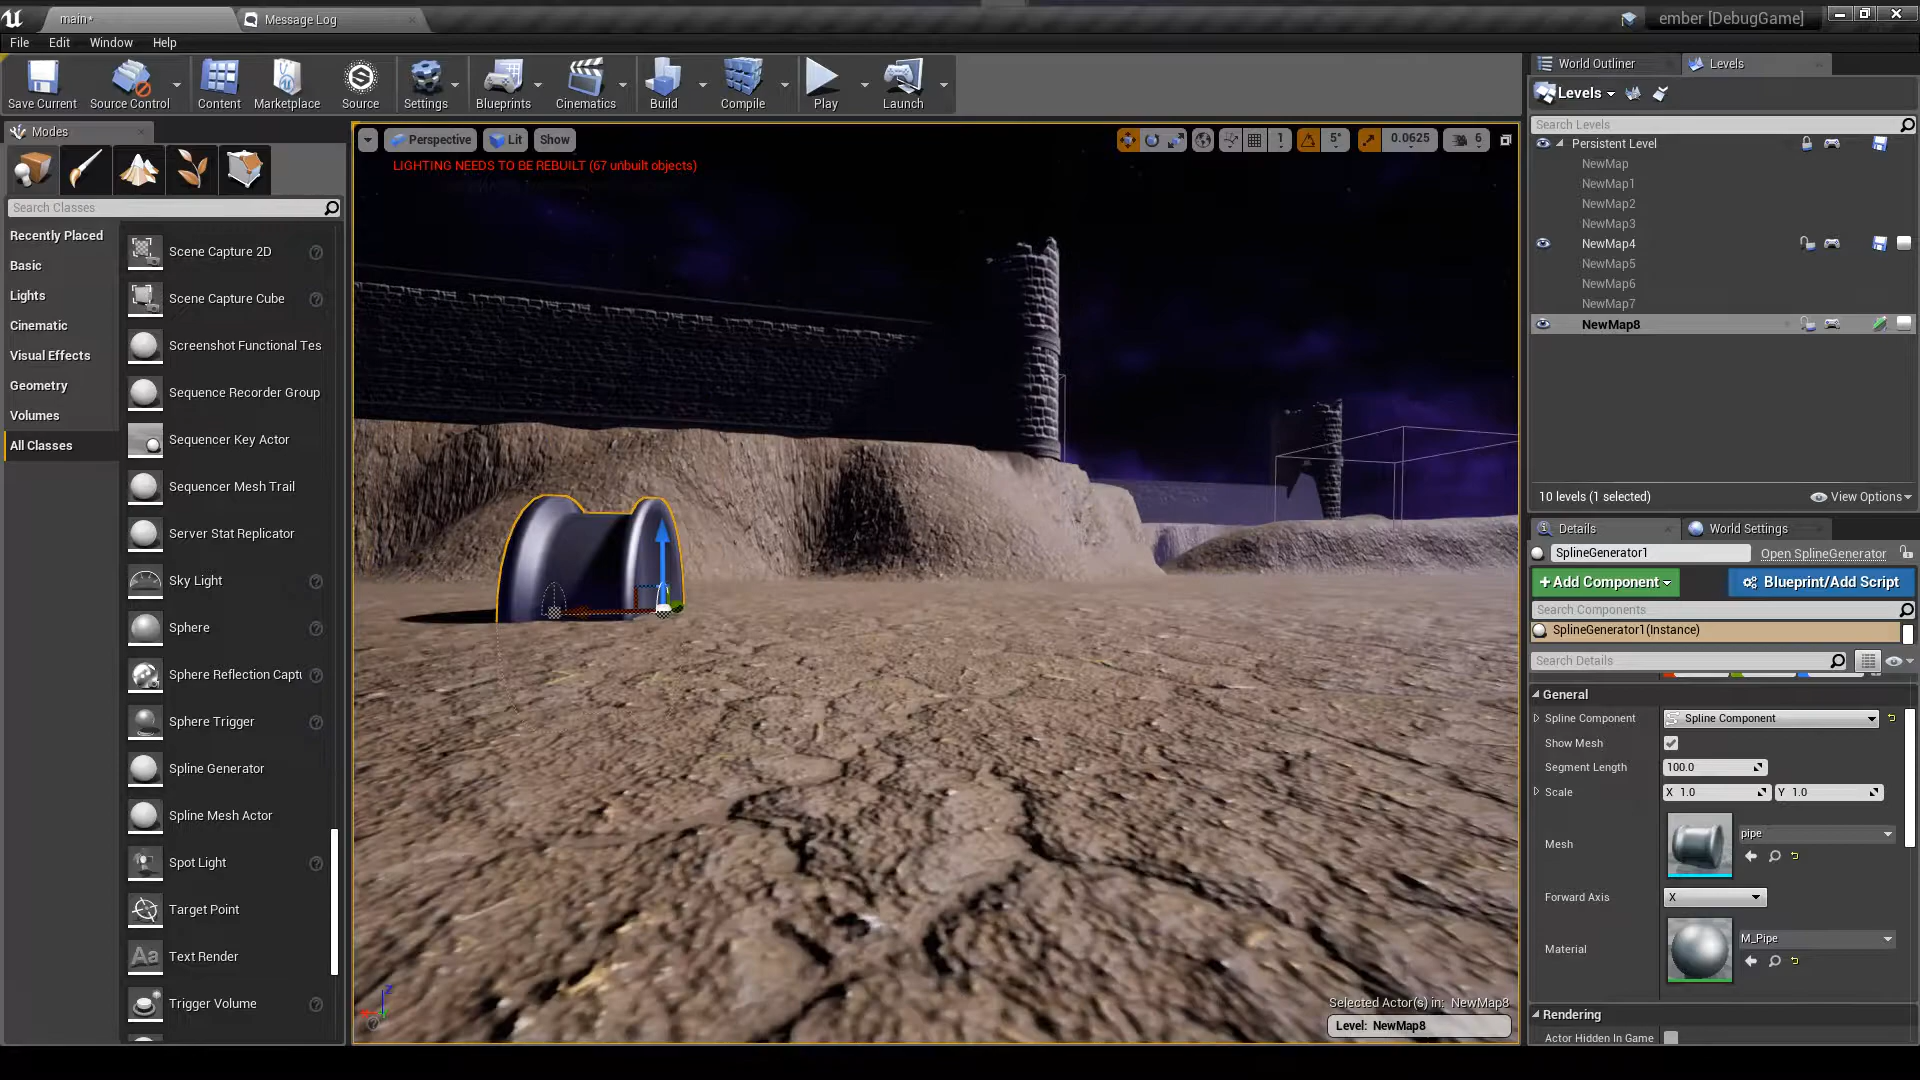 main*
Message Log
ember [DebugGame]
File
Edit
Window
Help
Save Current
Source Control
Content
Marketplace
Source
Settings
Blueprints
Cinematics
Build
Compile
Play
Launch
Modes
Search Classes
Recently Placed
Basic
Lights
Cinematic
Visual Effects
Geometry
Volumes
All Classes
Scene Capture 2D
Scene Capture Cube
Screenshot Functional Tes
Sequence Recorder Group
Sequencer Key Actor
Sequencer Mesh Trail
Server Stat Replicator
Sky Light
Sphere
Sphere Reflection Captu
Sphere Trigger
Spline Generator
Spline Mesh Actor
Spot Light
Target Point
Aa
Text Render
Trigger Volume
Perspective
Lit
Show
1
5°
0.0625
6
LIGHTING NEEDS TO BE REBUILT (67 unbuilt objects)
Z
Selected Actor(s) in: NewMap8
Level: NewMap8
World Outliner
Levels
Levels
Search Levels
Persistent Level
NewMap
NewMap1
NewMap2
NewMap3
NewMap4
NewMap5
NewMap6
NewMap7
NewMap8
10 levels (1 selected)
View Options
Details
World Settings
SplineGenerator1
Open SplineGenerator
+Add Component
Blueprint/Add Script
Search Components
SplineGenerator1(Instance)
Search Details
General
Spline Component
Spline Component
Show Mesh
Segment Length
100.0
Scale
X 1.0
Y 1.0
Mesh
pipe
Forward Axis
X
Material
M_Pipe
Rendering
Actor Hidden In Game